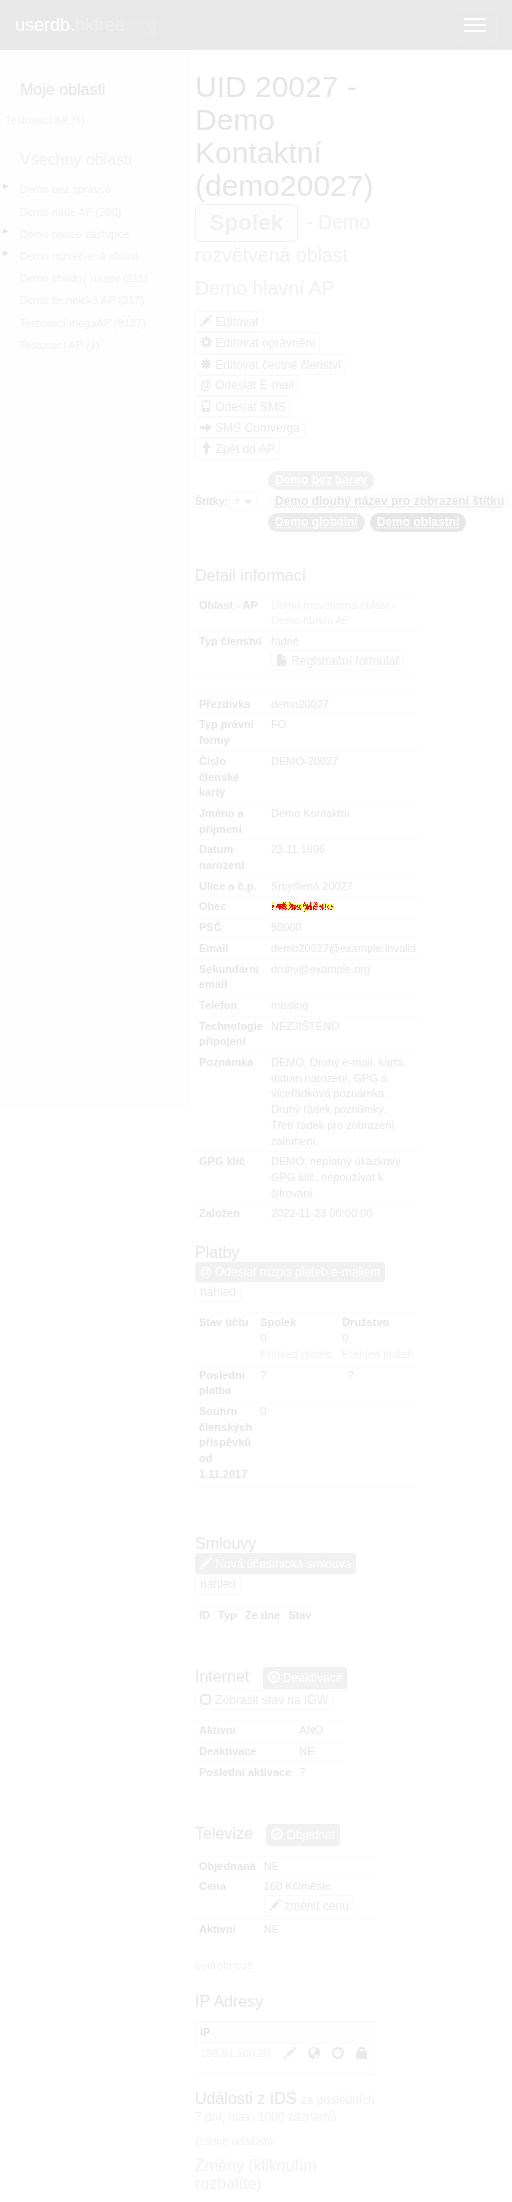 userdb.hkfree.org
Moje oblasti
Testovací AP (1)
Všechny oblasti
Demo bez správců
Demo malé AP (200)
Demo pouze zástupce
Demo rozvětvená oblast
Demo shodný název (211)
Demo technické AP (217)
Testovací megaAP (6127)
Testovací AP (1)
UID 20027 -
Demo
Kontaktní
(demo20027)
Spolek - Demo
rozvětvená oblast
Demo hlavní AP
Editovat
Editovat oprávnění
Editovat čestné členství
@ Odeslat E-mail
Odeslat SMS
SMS Comverga
Zpět do AP
Štítky: +
Demo bez barev
Demo dlouhý název pro zobrazení štítku
Demo globální Demo oblastní
Detail informací
Oblast - AP Demo rozvětvená oblast -
Demo hlavní AP
Typ členství řádné
Registrační formulář
Přezdívka demo20027
Typ právní FO
formy
Číslo DEMO-20027
členské
karty
Jméno a Demo Kontaktní
příjmení
Datum 23.11.1996
narození
Ulice a č.p. Smyšlená 20027
Obec
PSČ 50000
Email demo20027@example.invalid
Sekundární druhy@example.org
email
Telefon missing
Technologie NEZJIŠTĚNO
připojení
Poznámka DEMO: Druhý e-mail, karta,
datum narození, GPG a
víceřádková poznámka.
Druhý řádek poznámky.
Třetí řádek pro zobrazení
zalomení.
GPG klíč DEMO: neplatný ukázkový
GPG klíč, nepoužívat k
šifrování.
Založen 2022-11-23 00:00:00
Platby
@ Odeslat rozpis plateb e-mailem
náhled
Stav účtu Spolek Družstvo
0 0
Přehled plateb Přehled plateb
Poslední ? ?
platba
Souhrn 0
členských
příspěvků
od
1.11.2017
Smlouvy
Nová účastnická smlouva
náhled
ID Typ Ze dne Stav
Internet Deaktivace
Zobrazit stav na IGW
Aktivní ANO
Deaktivace NE
Poslední aktivace ?
Televize Objednat
Objednaná NE
Cena 160 Kč/měsíc
změnit cenu
Aktivní NE
podrobnosti
IP Adresy
IP
198.51.100.20
Události z IDS za posledních
7 dní, max. 1000 záznamů
(žádné události)
Změny (kliknutím
rozbalíte)